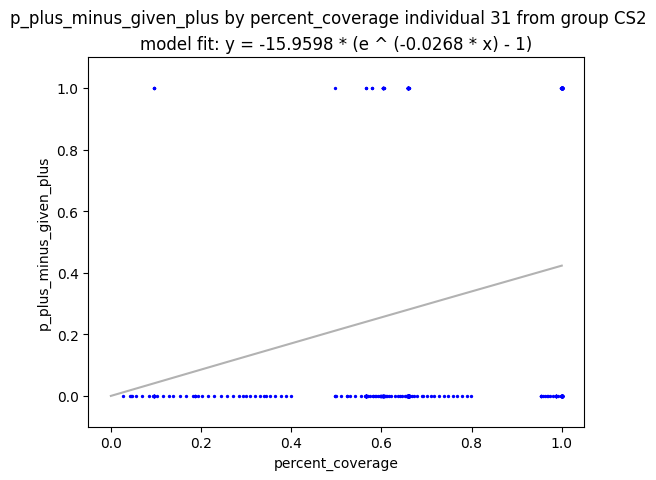 p_plus_minus_given_plus by percent_coverage individual 31 from group CS2
model fit: y = -15.9598 * (e ^ (-0.0268 * x) - 1)
1.0
0.8
0.6
0.4
0.2
0.0
p_plus_minus_given_plus
0.0 0.2 0.4 0.6 0.8 1.0
percent_coverage